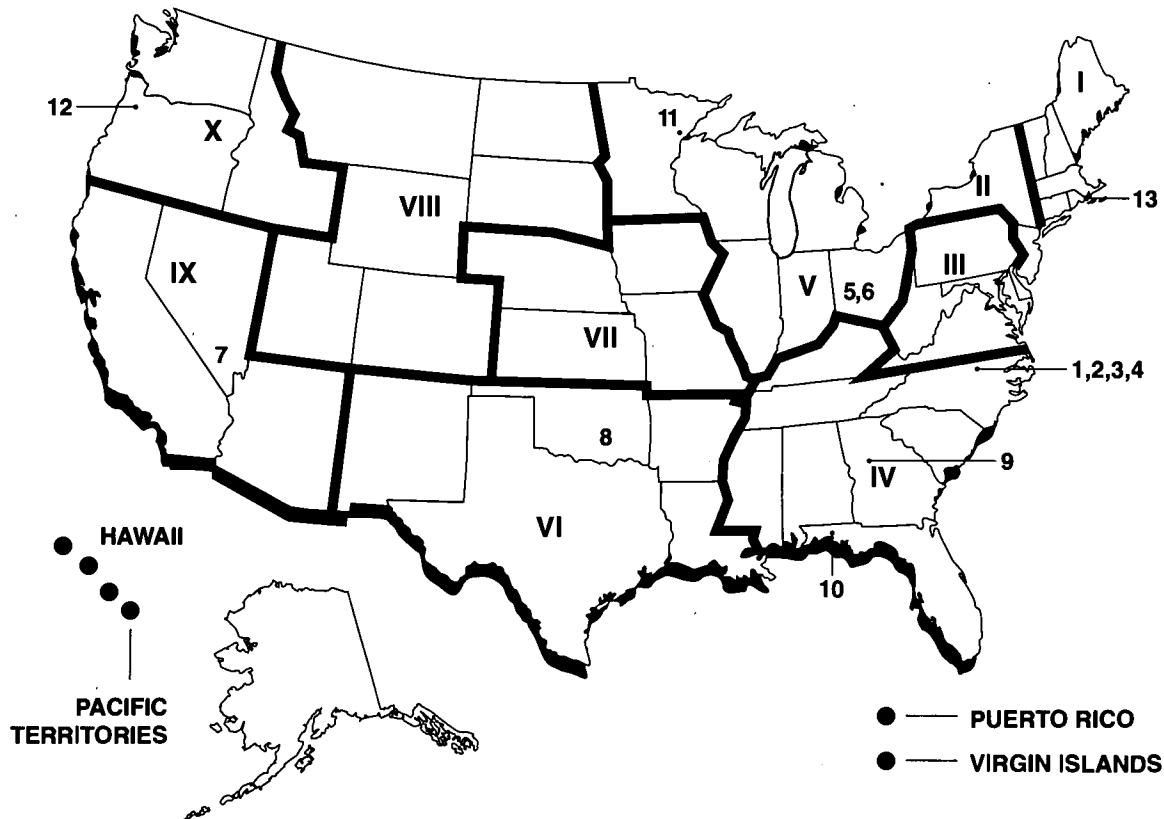 I
12
11
X
II
VIII
13
III
IX
V
5,6
VII
7
1,2,3,4
8
9
IV
VI
HAWAII
10
PACIFIC
TERRITORIES
PUERTO RICO
VIRGIN ISLANDS